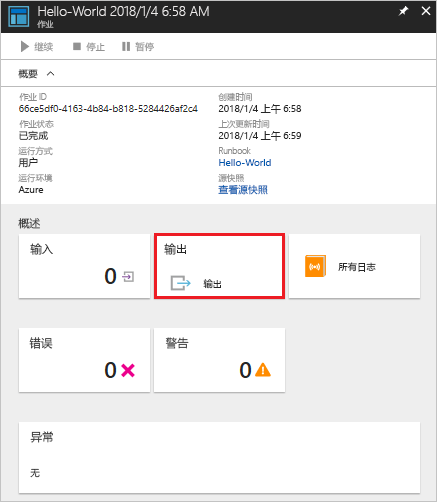 Hello-World 2018/1/4 6:58 AM
作业
继续 停止 暂停
概要
作业 ID 创建时间
66ce5df0-4163-4b84-b818-5284426af2c4 2018/1/4 上午 6:58
作业状态 上次更新时间
已完成 2018/1/4 上午 6:59
运行方式 Runbook
用户 Hello-World
运行环境 源快照
Azure 查看源快照
概述
输入 输出
0 输出 所有日志
错误 警告
0 0
异常
无